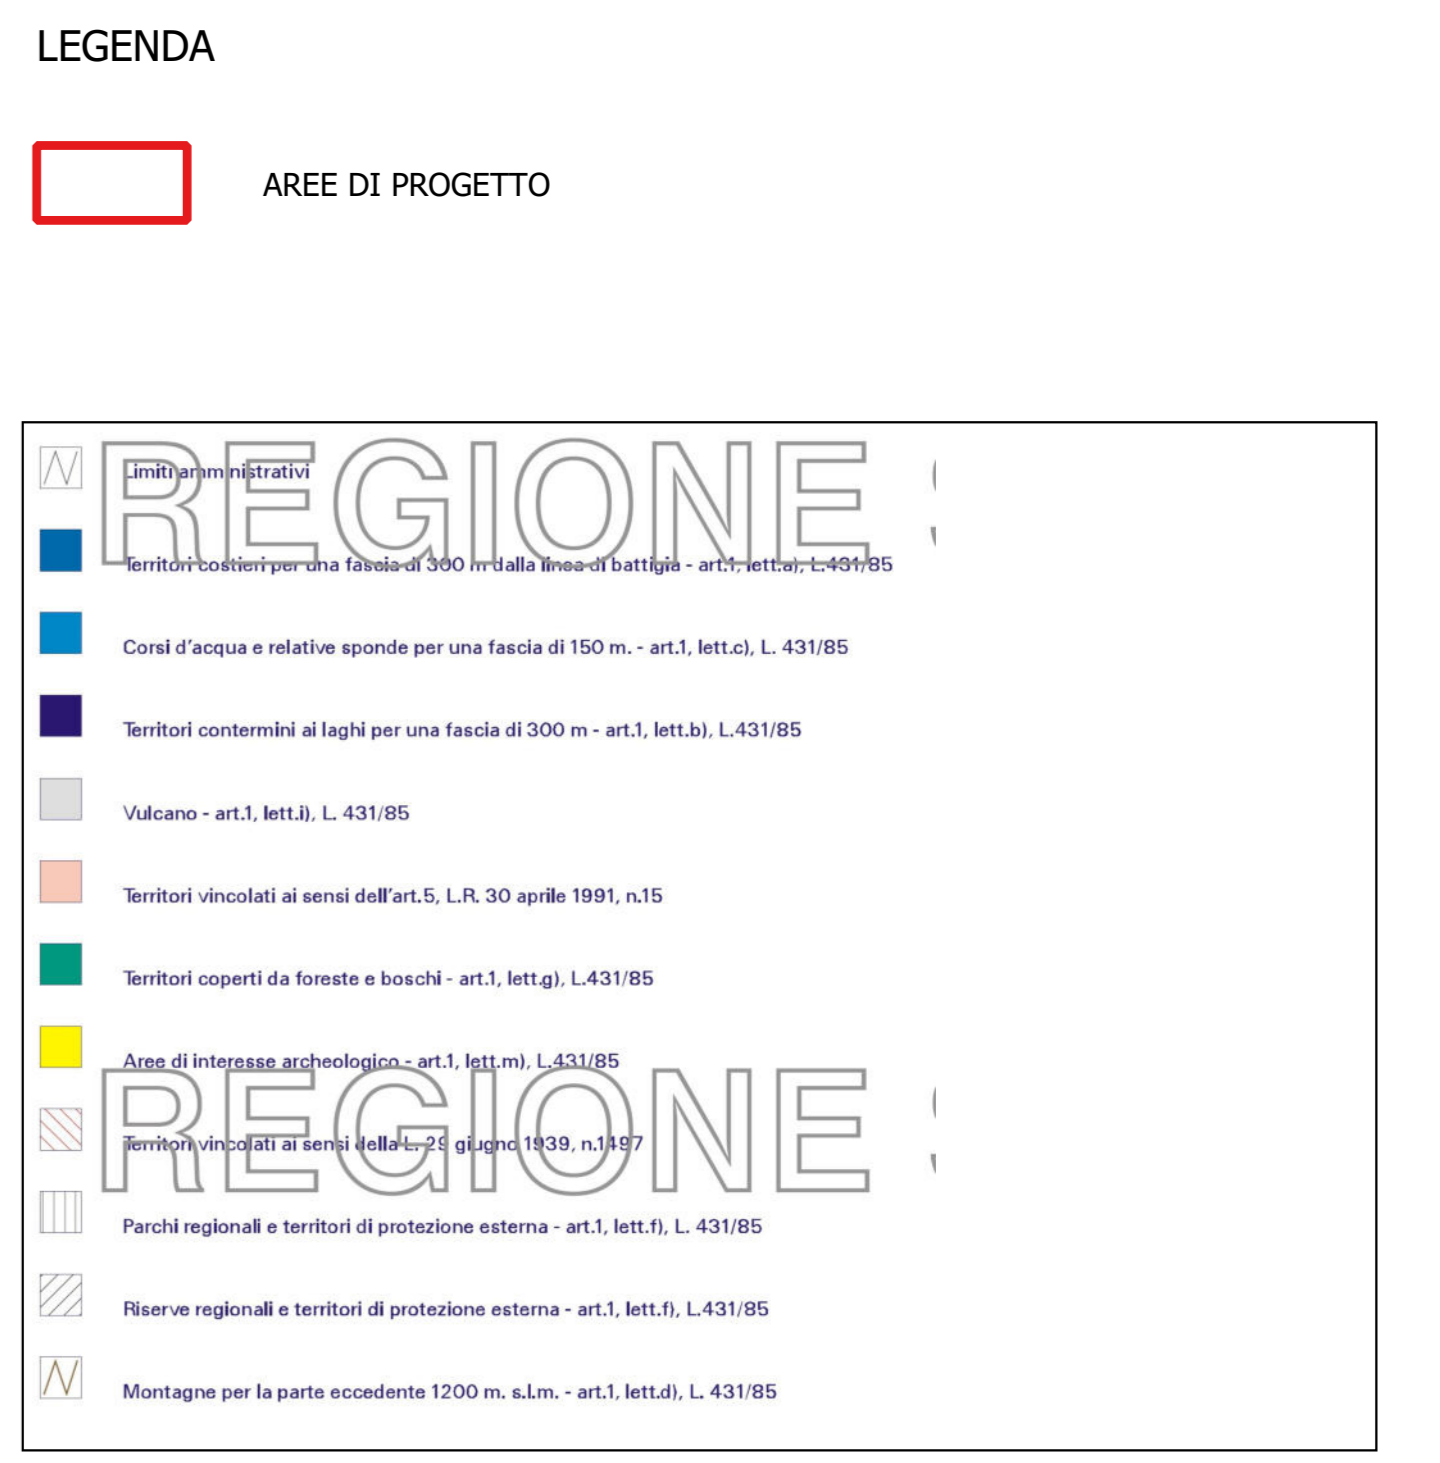 LEGENDA
AREE DI PROGETTO
REGIONE S
Limiti amministrativi
Territori costieri per una fascia di 300 m dalla linea di battigia - art.1, lett.a), L.431/85
Corsi d'acqua e relative sponde per una fascia di 150 m. - art.1, lett.c), L. 431/85
Territori contermini ai laghi per una fascia di 300 m - art.1, lett.b), L.431/85
Vulcano - art.1, lett.i), L. 431/85
Territori vincolati ai sensi dell'art.5, L.R. 30 aprile 1991, n.15
Territori coperti da foreste e boschi - art.1, lett.g), L.431/85
Aree di interesse archeologico - art.1, lett.m), L.431/85
REGIONE S
Territori vincolati ai sensi della L. 29 giugno 1939, n.1497
Parchi regionali e territori di protezione esterna - art.1, lett.f), L. 431/85
Riserve regionali e territori di protezione esterna - art.1, lett.f), L.431/85
Montagne per la parte eccedente 1200 m. s.l.m. - art.1, lett.d), L. 431/85